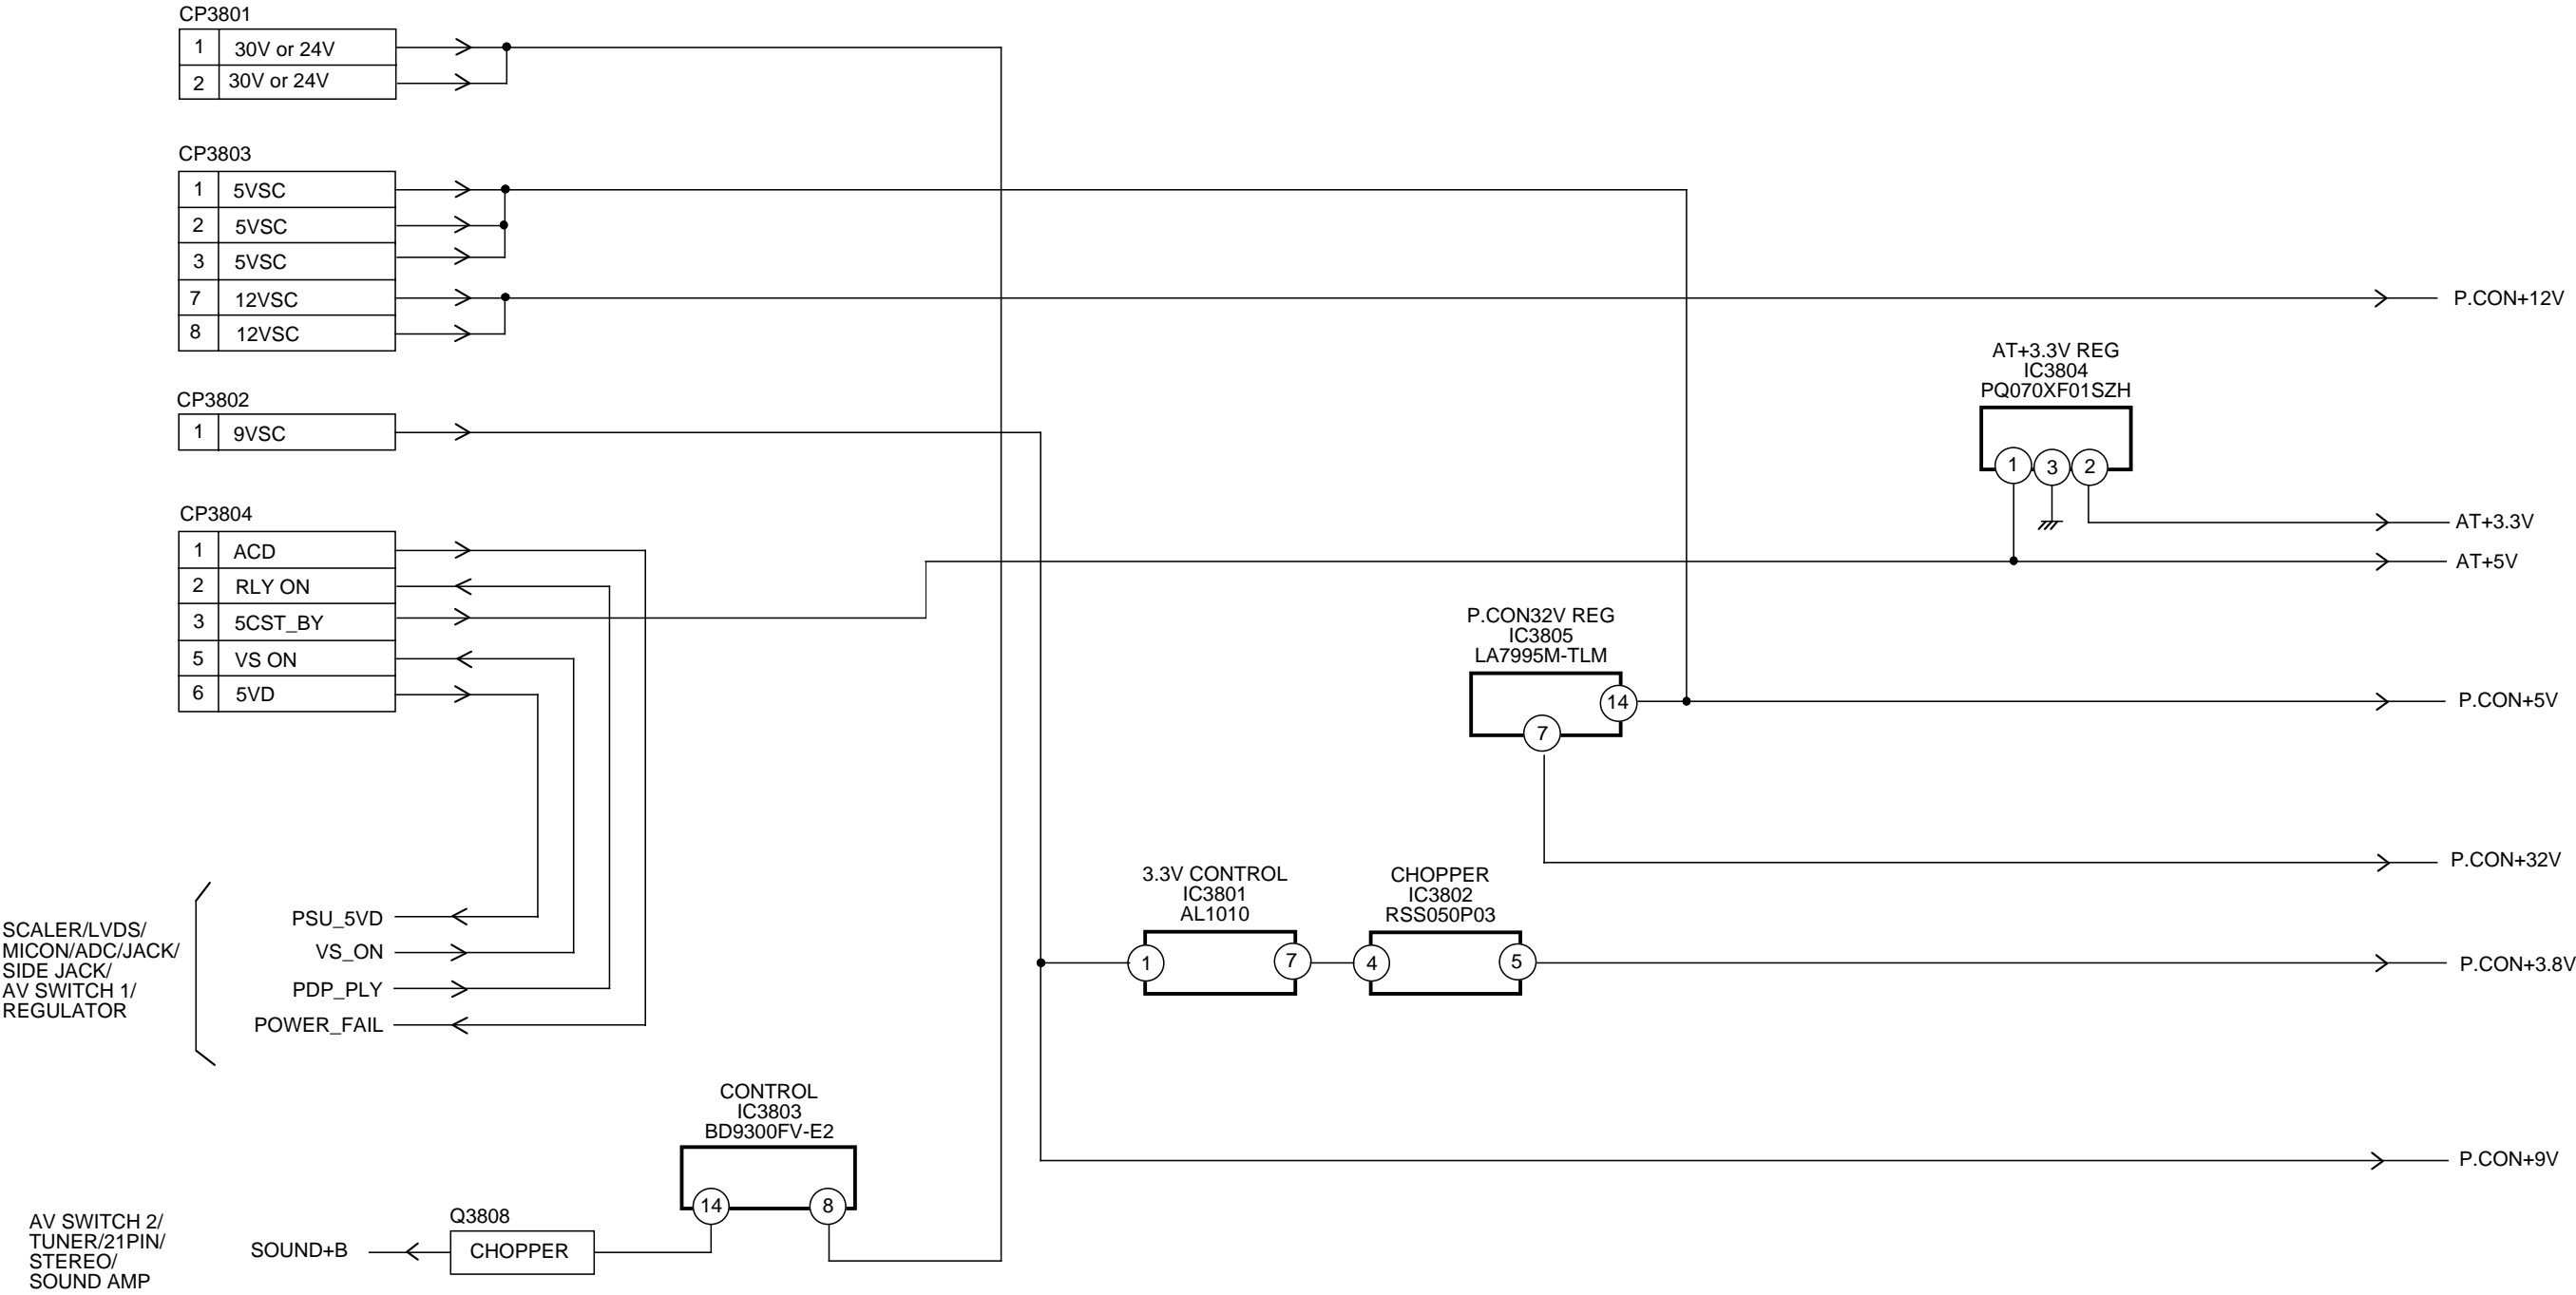 CP3801
1 30V or 24V
2 30V or 24V
CP3803
1 5VSC
2 5VSC
3 5VSC
7 12VSC
8 12VSC
P.CON+12V
CP3802
1 9VSC
AT+3.3V REG
IC3804
PQ070XF01SZH
1 3 2
AT+3.3V
AT+5V
CP3804
1 ACD
2 RLY ON
3 5CST_BY
5 VS ON
6 5VD
P.CON32V REG
IC3805
LA7995M-TLM
14
7
P.CON+5V
P.CON+32V
3.3V CONTROL
IC3801
AL1010
1 7
CHOPPER
IC3802
RSS050P03
4 5
P.CON+3.8V
SCALER/LVDS/
MICON/ADC/JACK/
SIDE JACK/
AV SWITCH 1/
REGULATOR
PSU_5VD
VS_ON
PDP_PLY
POWER_FAIL
CONTROL
IC3803
BD9300FV-E2
14 8
P.CON+9V
AV SWITCH 2/
TUNER/21PIN/
STEREO/
SOUND AMP
SOUND+B
Q3808
CHOPPER